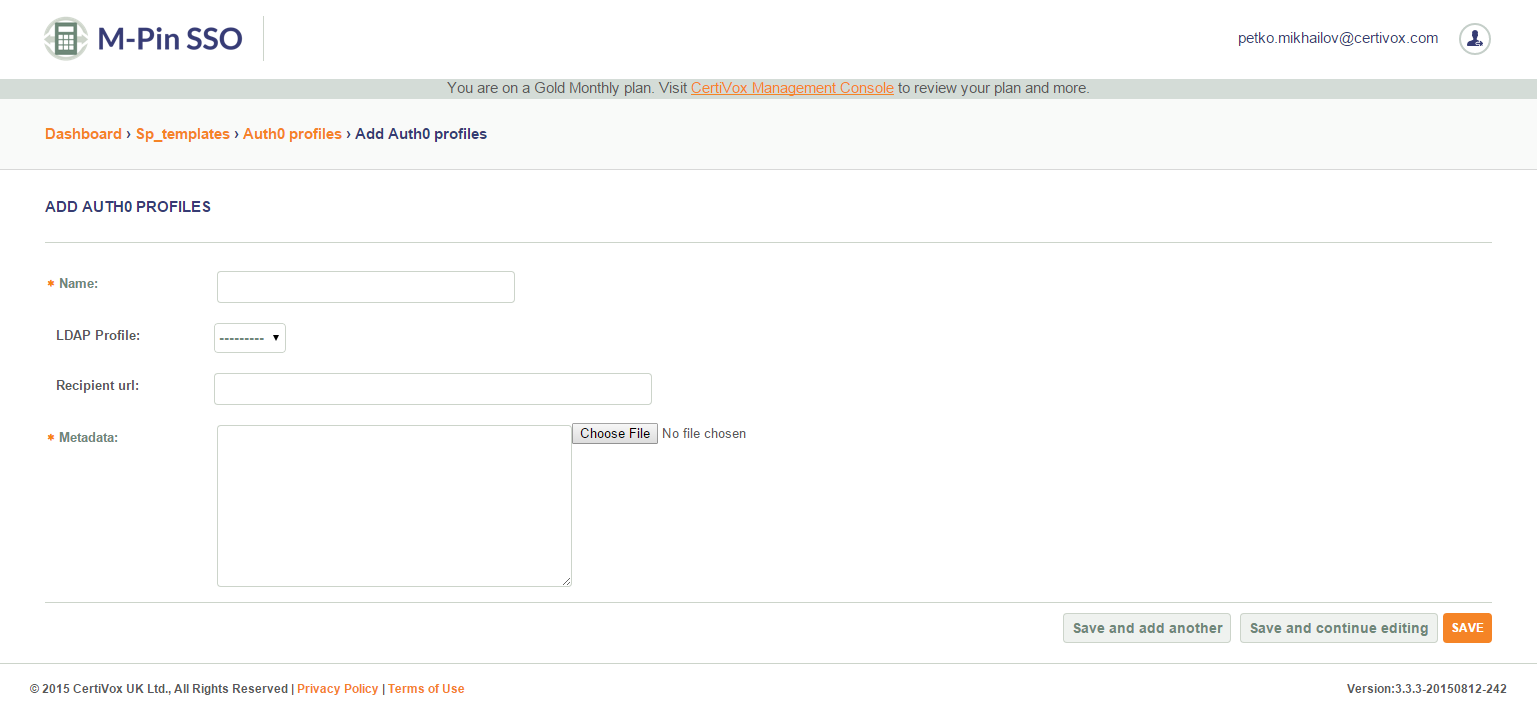 M-Pin SSO
petko.mikhailov@certivox.com
You are on a Gold Monthly plan. Visit CertiVox Management Console to review your plan and more.
Dashboard › Sp_templates › Auth0 profiles › Add Auth0 profiles
ADD AUTH0 PROFILES
* Name:
LDAP Profile: --------- ▼
Recipient url:
* Metadata: Choose File No file chosen
Save and add another Save and continue editing SAVE
© 2015 CertiVox UK Ltd., All Rights Reserved | Privacy Policy | Terms of Use Version:3.3.3-20150812-242